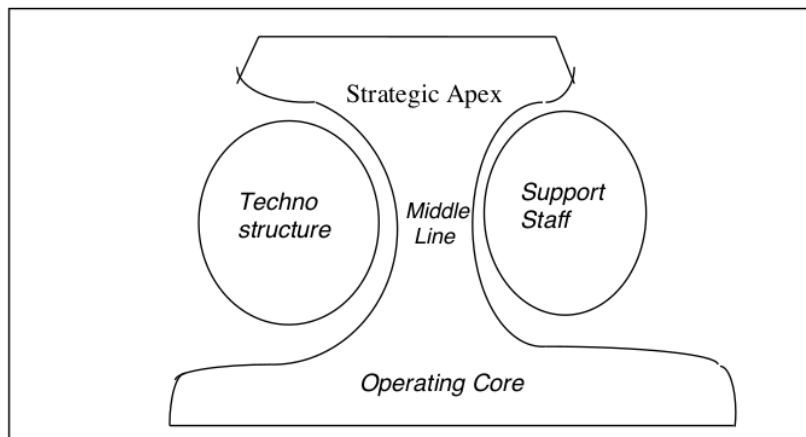 Strategic Apex
Techno
structure
Middle
Line
Support
Staff
Operating Core